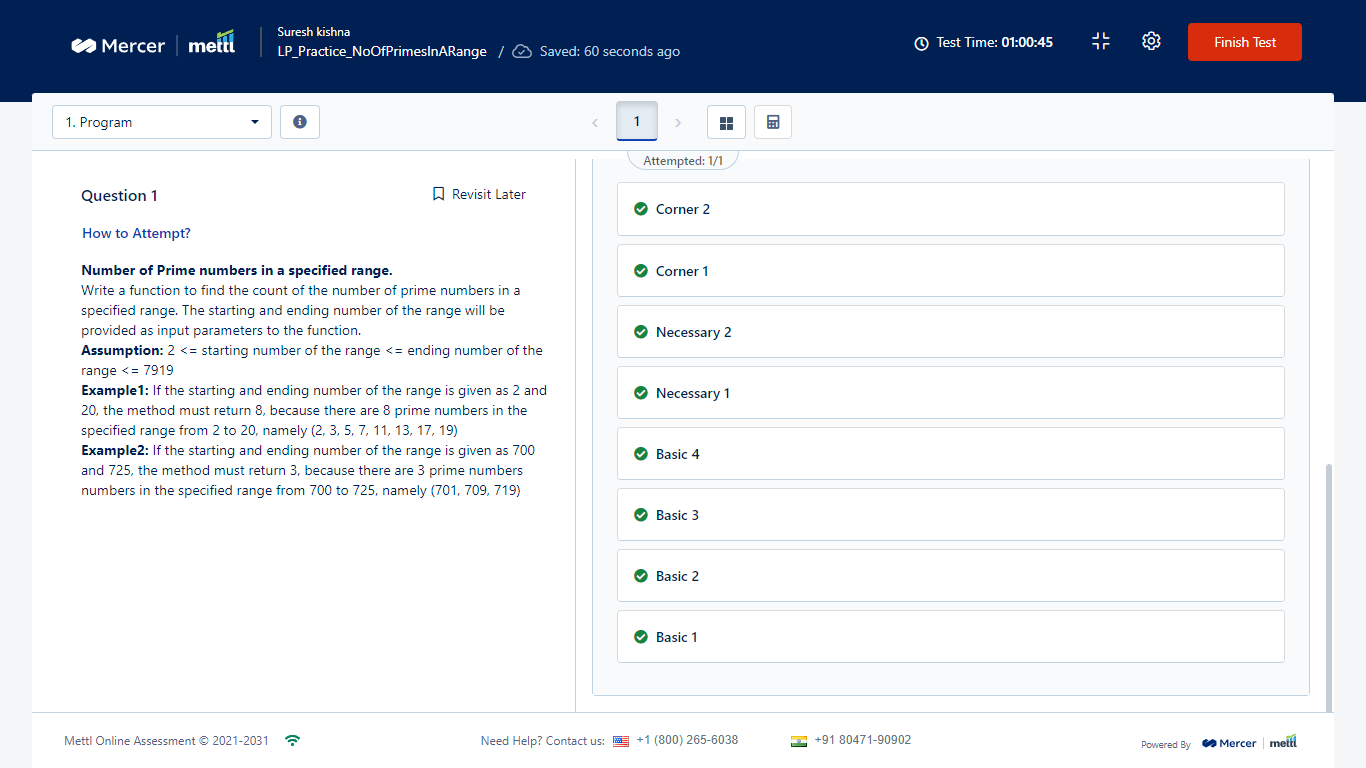 Mercer
mettl
Suresh kishna
LP_Practice_NoOfPrimesInARange / Saved: 60 seconds ago
Test Time: 01:00:45
Finish Test
1. Program
1
Attempted: 1/1
Question 1
Revisit Later
How to Attempt?
Number of Prime numbers in a specified range.
Write a function to find the count of the number of prime numbers in a
specified range. The starting and ending number of the range will be
provided as input parameters to the function.
Assumption: 2 <= starting number of the range <= ending number of the
range <= 7919
Example1: If the starting and ending number of the range is given as 2 and
20, the method must return 8, because there are 8 prime numbers in the
specified range from 2 to 20, namely (2, 3, 5, 7, 11, 13, 17, 19)
Example2: If the starting and ending number of the range is given as 700
and 725, the method must return 3, because there are 3 prime numbers
numbers in the specified range from 700 to 725, namely (701, 709, 719)
Corner 2
Corner 1
Necessary 2
Necessary 1
Basic 4
Basic 3
Basic 2
Basic 1
Mettl Online Assessment © 2021-2031
Need Help? Contact us: +1 (800) 265-6038
+91 80471-90902
Powered By Mercer mettl